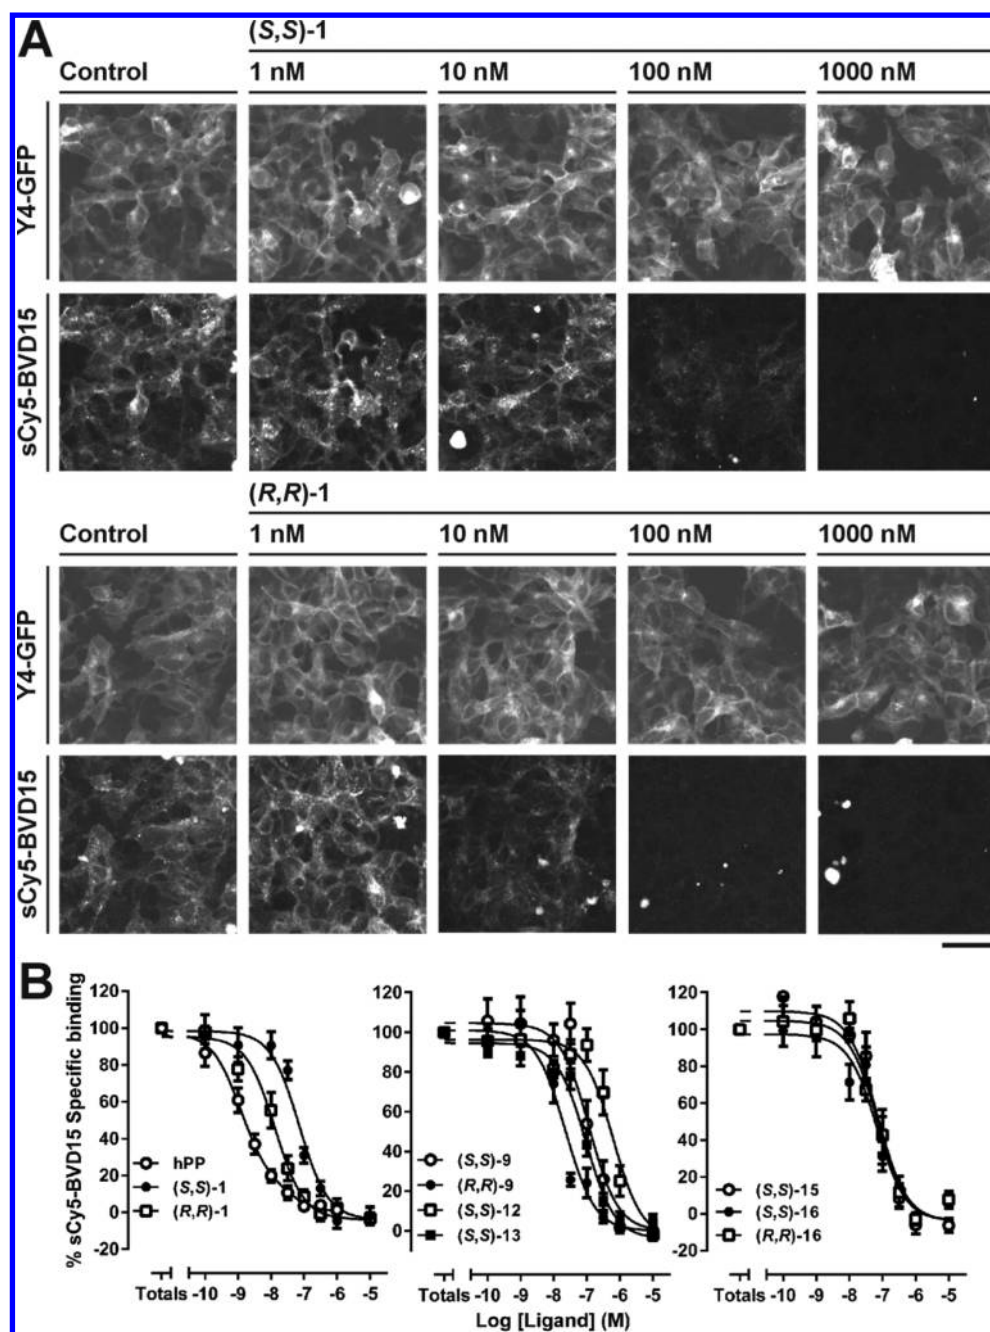 A
(S,S)-1
Control 1 nM 10 nM 100 nM 1000 nM
Y4-GFP
sCy5-BVD15
(R,R)-1
Control 1 nM 10 nM 100 nM 1000 nM
Y4-GFP
sCy5-BVD15
B
% sCy5-BVD15 Specific binding
120
100
80
60
40
20
0
-20
hPP
(S,S)-1
(R,R)-1
Totals -10 -9 -8 -7 -6 -5
120
100
80
60
40
20
0
(S,S)-9
(R,R)-9
(S,S)-12
(S,S)-13
Totals -10 -9 -8 -7 -6 -5
120
100
80
60
40
20
0
-20
(S,S)-15
(S,S)-16
(R,R)-16
Totals -10 -9 -8 -7 -6 -5
Log [Ligand] (M)